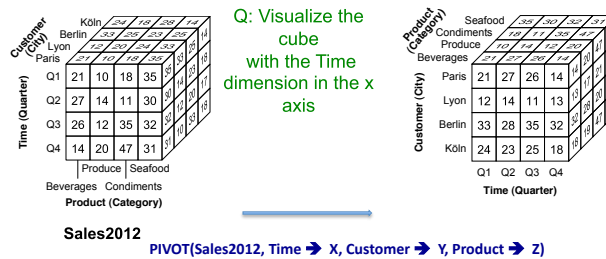 Customer
(City)
Köln 24 18 28 14
Berlin 33 25 23 25
Lyon 12 20 24 33
Paris 21 10 18 35
Time (Quarter)
Q1 21 10 18 35
Q2 27 14 11 30
Q3 26 12 35 32
Q4 14 20 47 31
Produce Seafood
Beverages Condiments
Product (Category)
Sales2012
Q: Visualize the
cube
with the Time
dimension in the x
axis
Product
(Category)
Seafood 35 30 32 31
Condiments 18 11 35 47
Produce 10 14 12 20
Beverages 21 27 26 14
Customer (City)
Paris 21 27 26 14
Lyon 12 14 11 13
Berlin 33 28 35 32
Köln 24 23 25 18
Q1 Q2 Q3 Q4
Time (Quarter)
PIVOT(Sales2012, Time ➔ X, Customer ➔ Y, Product ➔ Z)